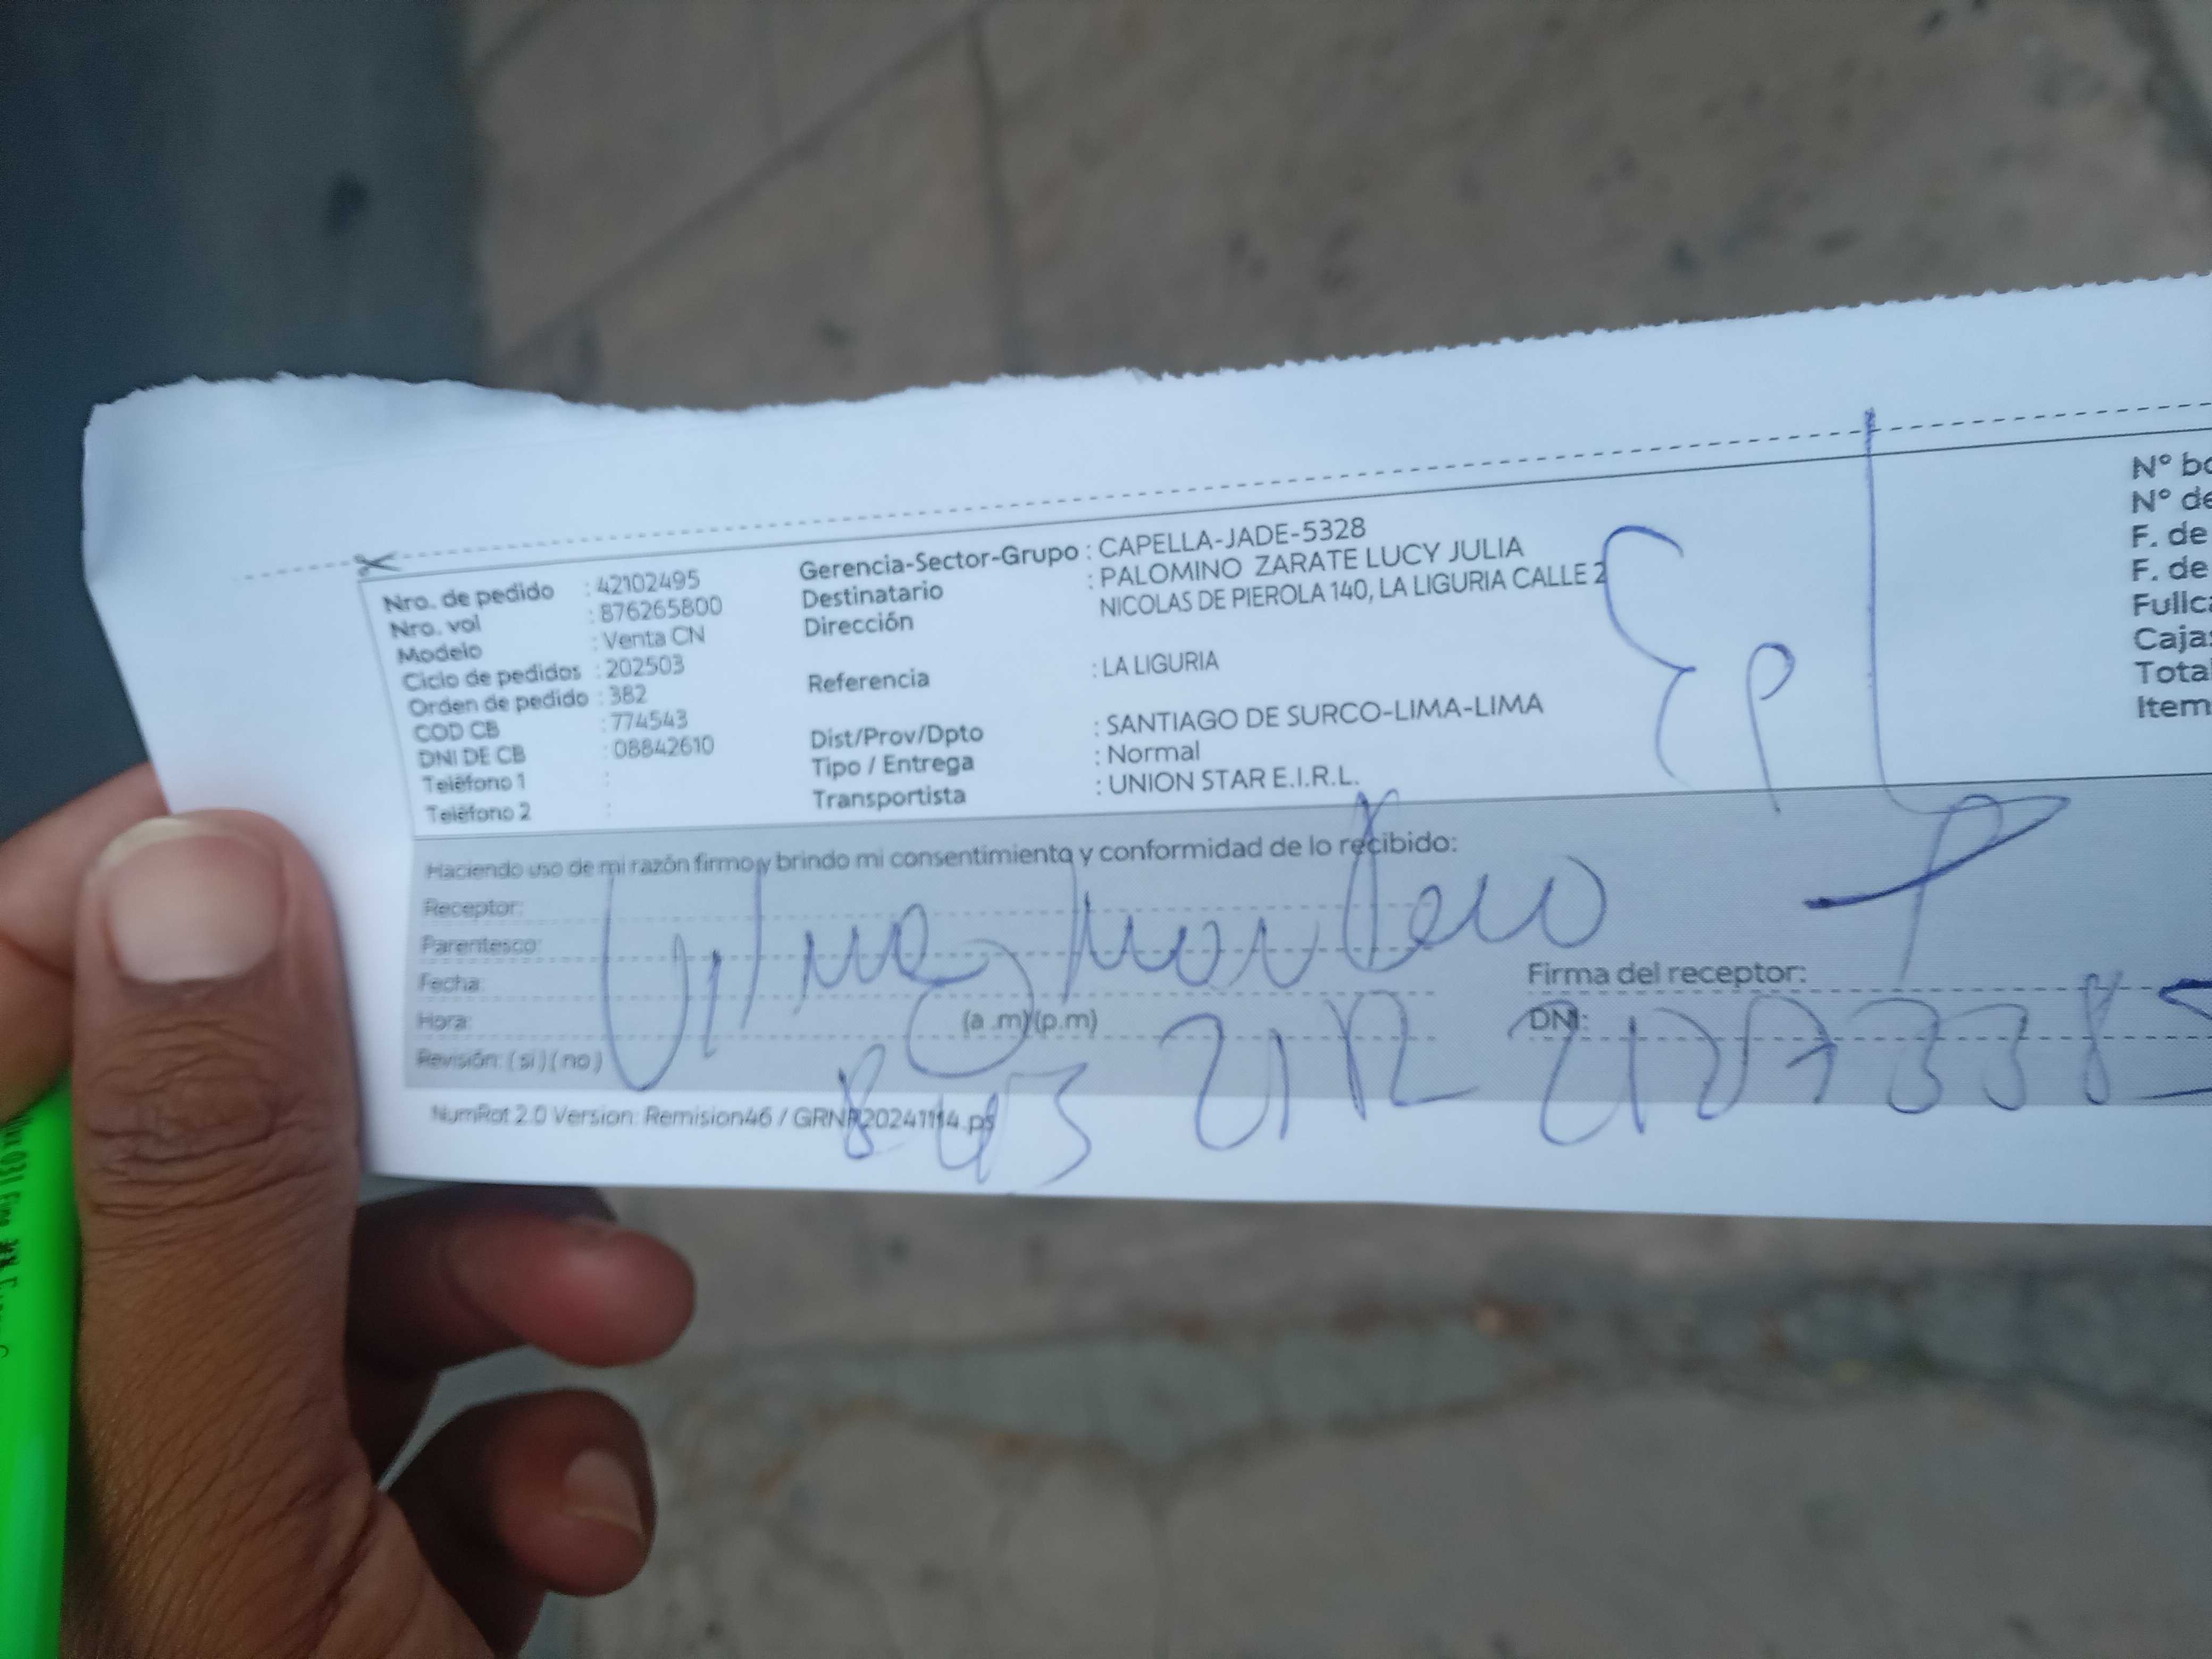 Nro. de pedido : 42102495
Nro. vol : 876265800
Modelo : Venta CN
Ciclo de pedidos : 202503
Orden de pedido : 382
COD CB : 774543
DNI DE CB : 08842610
Teléfono 1 :
Teléfono 2 :
Gerencia-Sector-Grupo : CAPELLA-JADE-5328
Destinatario : PALOMINO ZARATE LUCY JULIA
Dirección NICOLAS DE PIEROLA 140, LA LIGURIA CALLE 2
Referencia : LA LIGURIA
Dist/Prov/Dpto : SANTIAGO DE SURCO-LIMA-LIMA
Tipo / Entrega : Normal
Transportista : UNION STAR E.I.R.L.
N° bo
N° de
F. de
F. de
Fullca
Cajas
Total
Item
Haciendo uso de mi razón firmo y brindo mi consentimiento y conformidad de lo recibido:
Receptor:
Parentesco:
Fecha:
Hora: (a .m)(p.m)
Revisión: ( si ) ( no )
Firma del receptor:
DNI:
NumRot 2.0 Version: Remision46 / GRNP20241114.ps